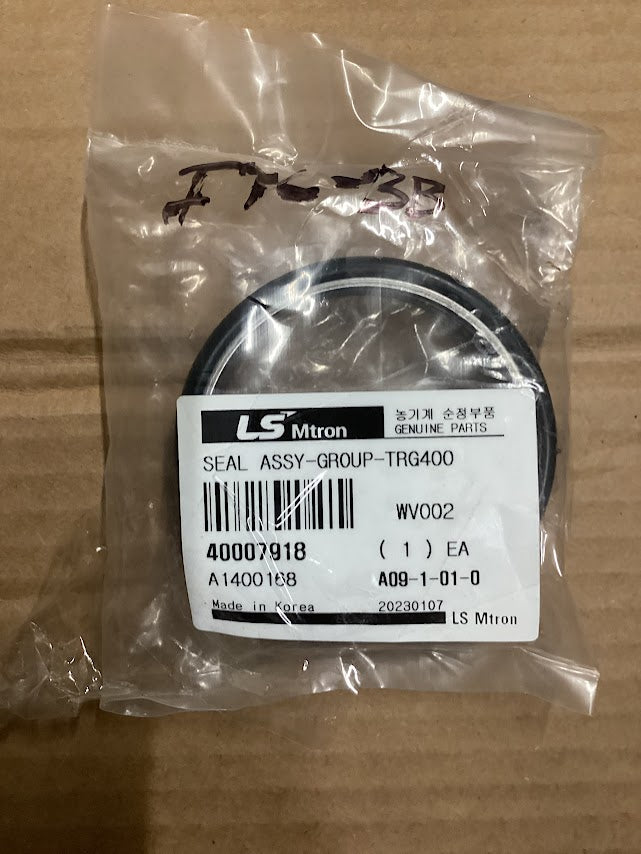 LS Mtron
농기계 순정부품
GENUINE PARTS
SEAL ASSY-GROUP-TRG400
WV002
40007918
( 1 ) EA
A1400168
A09-1-01-0
Made in Korea
20230107
LS Mtron